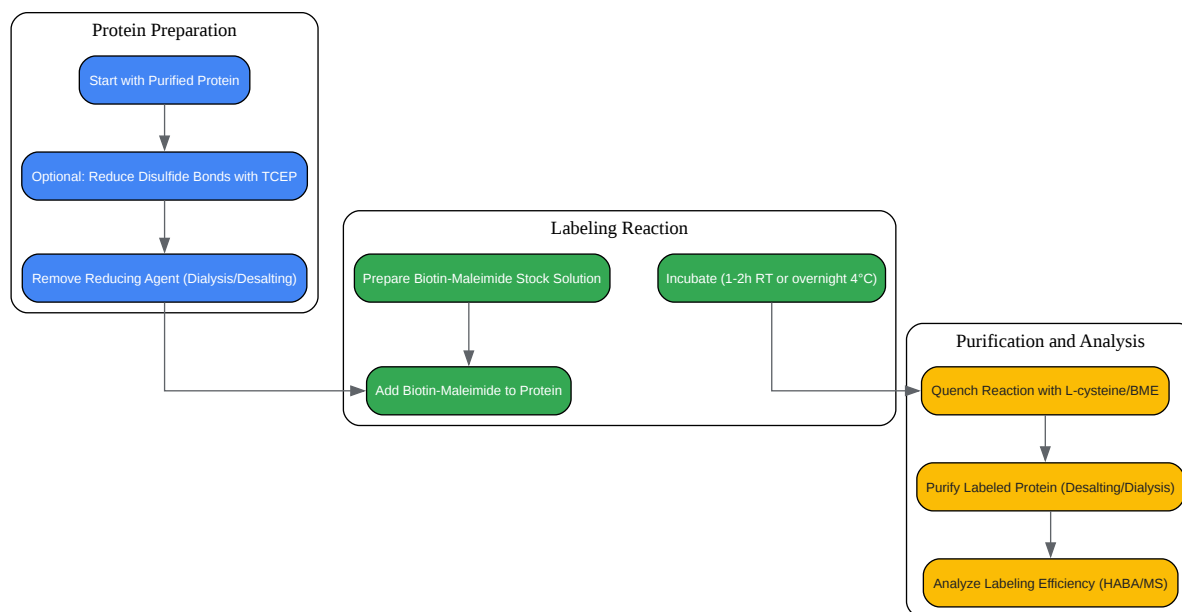 Protein Preparation
Start with Purified Protein
Optional: Reduce Disulfide Bonds with TCEP
Remove Reducing Agent (Dialysis/Desalting)
Labeling Reaction
Prepare Biotin-Maleimide Stock Solution
Incubate (1-2h RT or overnight 4°C)
Add Biotin-Maleimide to Protein
Purification and Analysis
Quench Reaction with L-cysteine/BME
Purify Labeled Protein (Desalting/Dialysis)
Analyze Labeling Efficiency (HABA/MS)